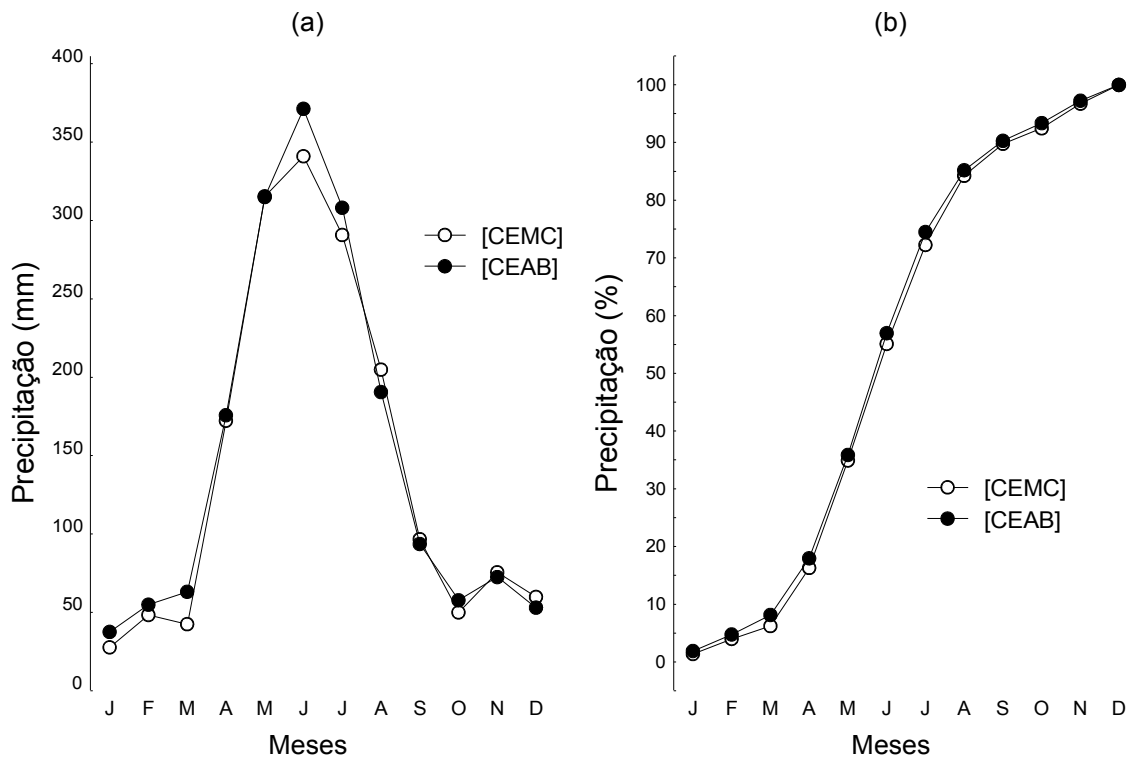 (a)
Precipitação (mm)
400
350
300
250
200
150
100
50
0
[CEMC]
[CEAB]
J F M A M J J A S O N D
Meses
(b)
Precipitação (%)
100
90
80
70
60
50
40
30
20
10
0
[CEMC]
[CEAB]
J F M A M J J A S O N D
Meses